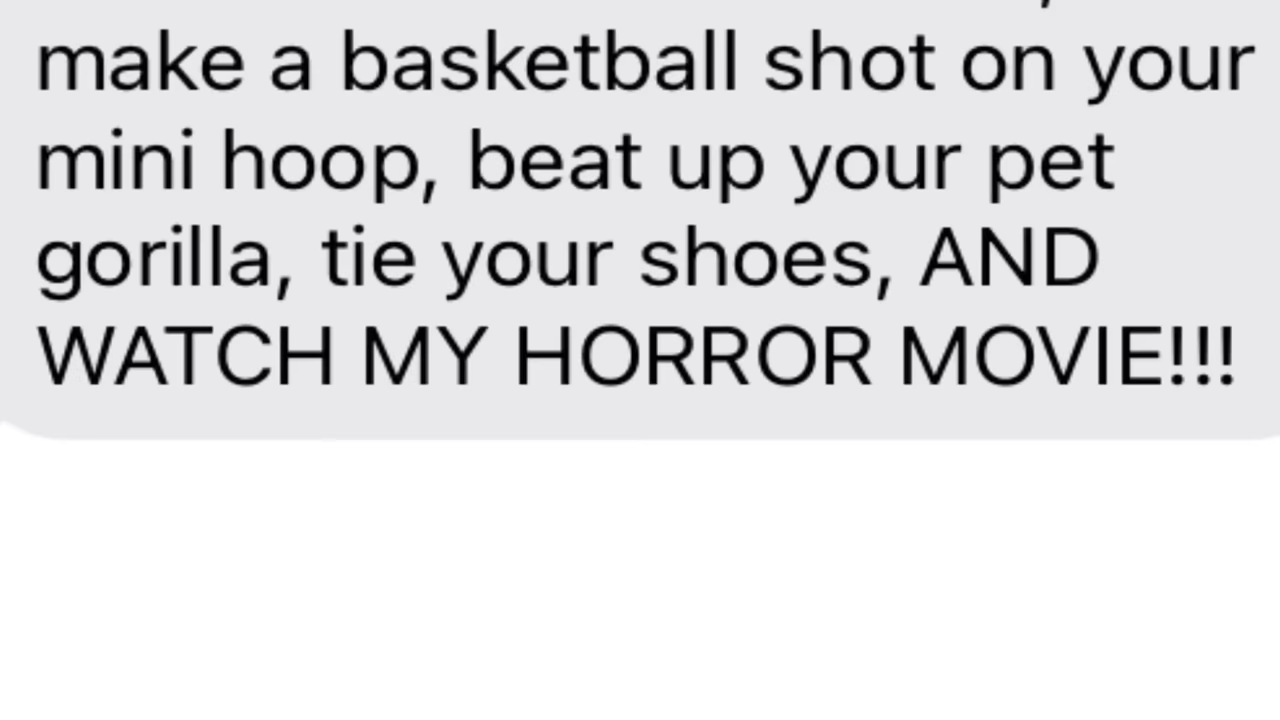 make a basketball shot on your
mini hoop, beat up your pet
gorilla, tie your shoes, AND
WATCH MY HORROR MOVIE!!!